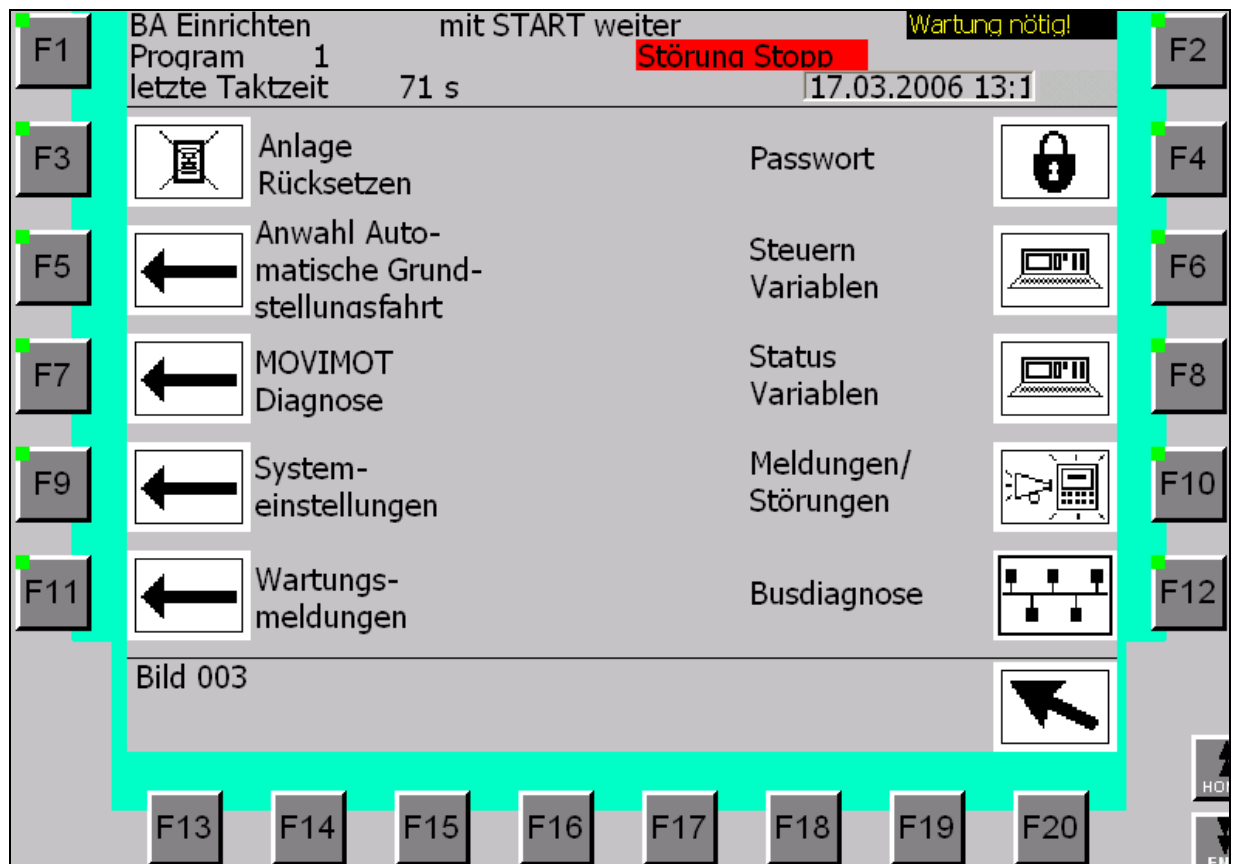 F1
BA Einrichten mit START weiter Wartung nötig!
F2
Program 1 Störung Stopp
letzte Taktzeit 71 s 17.03.2006 13:1
F3
Anlage
Rücksetzen
Passwort
F4
F5
Anwahl Auto-
matische Grund-
stellungsfahrt
Steuern
Variablen
F6
F7
MOVIMOT
Diagnose
Status
Variablen
F8
F9
System-
einstellungen
Meldungen/
Störungen
F10
F11
Wartungs-
meldungen
Busdiagnose
F12
Bild 003
F13 F14 F15 F16 F17 F18 F19 F20